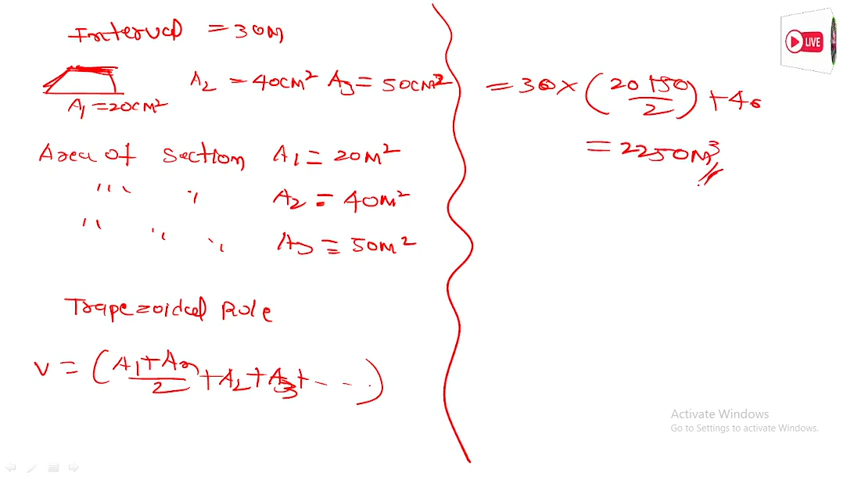 Interval = 30M
A1 = 20cm² A2 = 40cm² A3 = 50cm²
Area of Section A1 = 20M²
"" " A2 = 40M²
"" " " A3 = 50M²
Trapezoidal Role
V = (A1+An/2 + A2 + A3 + ....)
= 30 × (20+50/2) + 40
= 2250M³
LIVE
Activate Windows
Go to Settings to activate Windows.